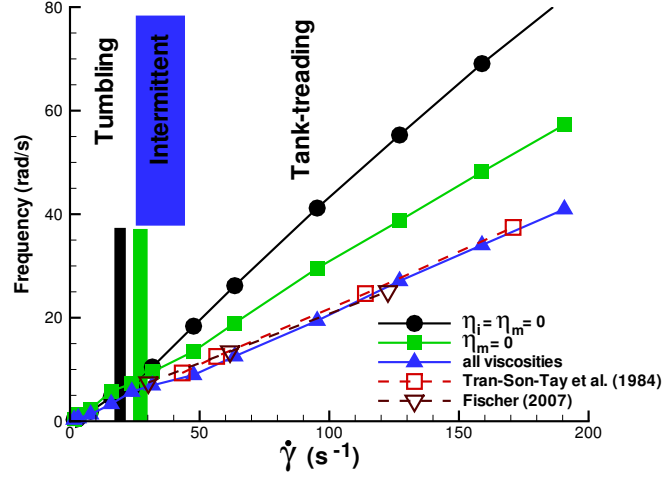 Tumbling
Intermittent
Tank-treading
Frequency (rad/s)
80
60
40
20
0
50
100
150
200
γ̇ (s⁻¹)
ηᵢ = ηₘ = 0
ηₘ = 0
all viscosities
Tran-Son-Tay et al. (1984)
Fischer (2007)